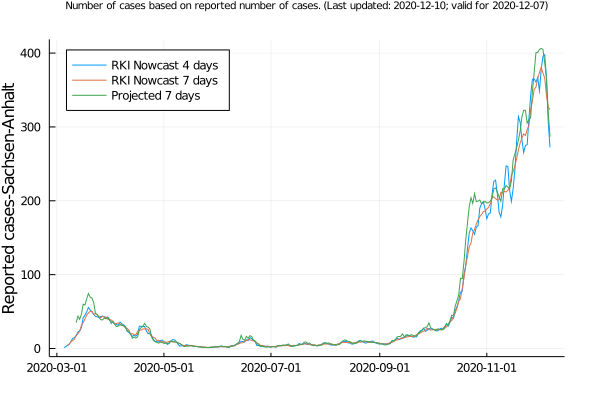 Number of cases based on reported number of cases. (Last updated: 2020-12-10; valid for 2020-12-07)
400
300
200
100
0
Reported cases-Sachsen-Anhalt
RKI Nowcast 4 days
RKI Nowcast 7 days
Projected 7 days
2020-03-01 2020-05-01 2020-07-01 2020-09-01 2020-11-01